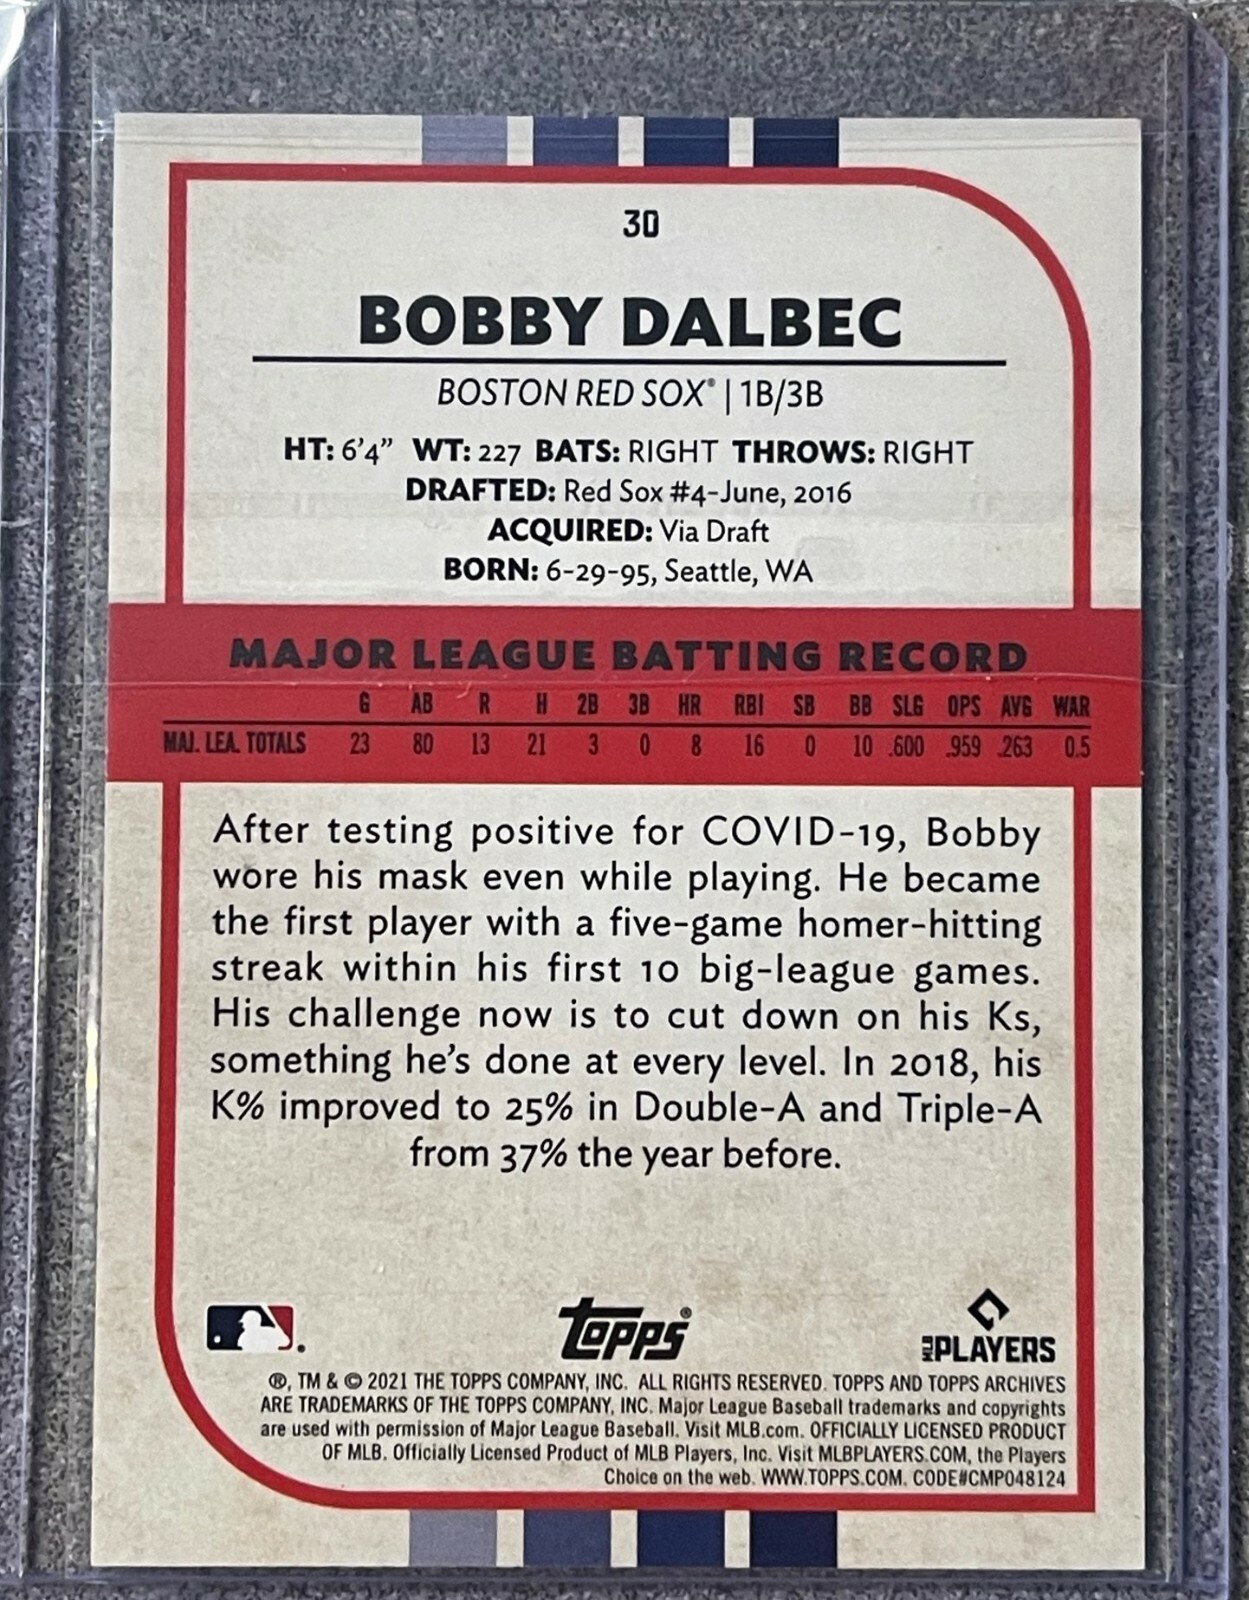 30
BOBBY DALBEC
BOSTON RED SOX® | 1B/3B
HT: 6'4" WT: 227 BATS: RIGHT THROWS: RIGHT
DRAFTED: Red Sox #4-June, 2016
ACQUIRED: Via Draft
BORN: 6-29-95, Seattle, WA
MAJOR LEAGUE BATTING RECORD
G AB R H 2B 3B HR RBI SB BB SLG OPS AVG WAR
MAJ. LEA. TOTALS 23 80 13 21 3 0 8 16 0 10 .600 .959 .263 0.5
After testing positive for COVID-19, Bobby
wore his mask even while playing. He became
the first player with a five-game homer-hitting
streak within his first 10 big-league games.
His challenge now is to cut down on his Ks,
something he's done at every level. In 2018, his
K% improved to 25% in Double-A and Triple-A
from 37% the year before.
topps®
MLB PLAYERS
®, TM & © 2021 THE TOPPS COMPANY, INC. ALL RIGHTS RESERVED. TOPPS AND TOPPS ARCHIVES
ARE TRADEMARKS OF THE TOPPS COMPANY, INC. Major League Baseball trademarks and copyrights
are used with permission of Major League Baseball. Visit MLB.com. OFFICIALLY LICENSED PRODUCT
OF MLB. Officially Licensed Product of MLB Players, Inc. Visit MLBPLAYERS.COM, the Players
Choice on the web. WWW.TOPPS.COM. CODE#CMP048124